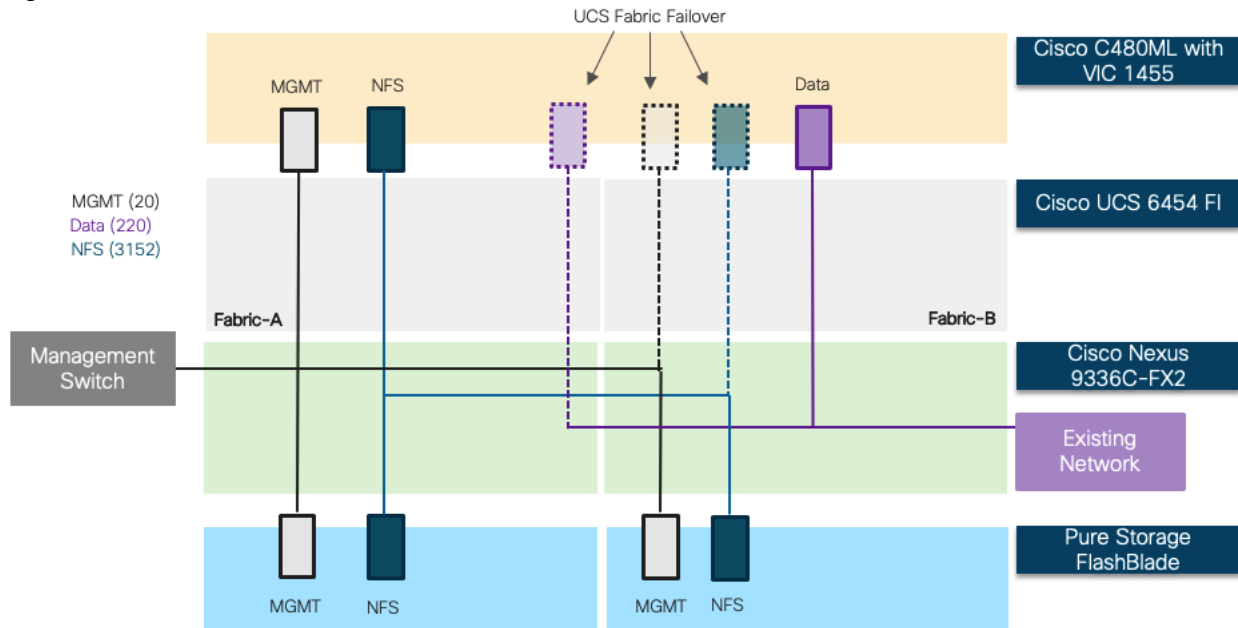 UCS Fabric Failover
MGMT
NFS
Data
Cisco C480ML with
VIC 1455
MGMT (20)
Data (220)
NFS (3152)
Cisco UCS 6454 FI
Fabric-A
Fabric-B
Management
Switch
Cisco Nexus
9336C-FX2
Existing
Network
Pure Storage
FlashBlade
MGMT
NFS
MGMT
NFS